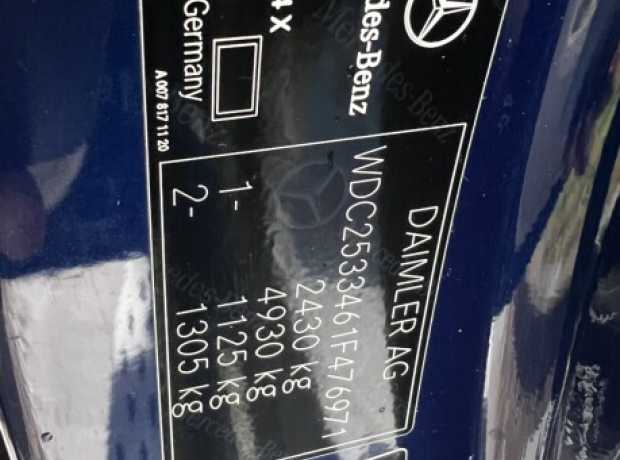 Mercedes-Benz
4 X
Germany
A 007 817 11 20
DAIMLER AG
WDC2533461F476971
2430 kg
4930 kg
1- 1125 kg
2- 1305 kg